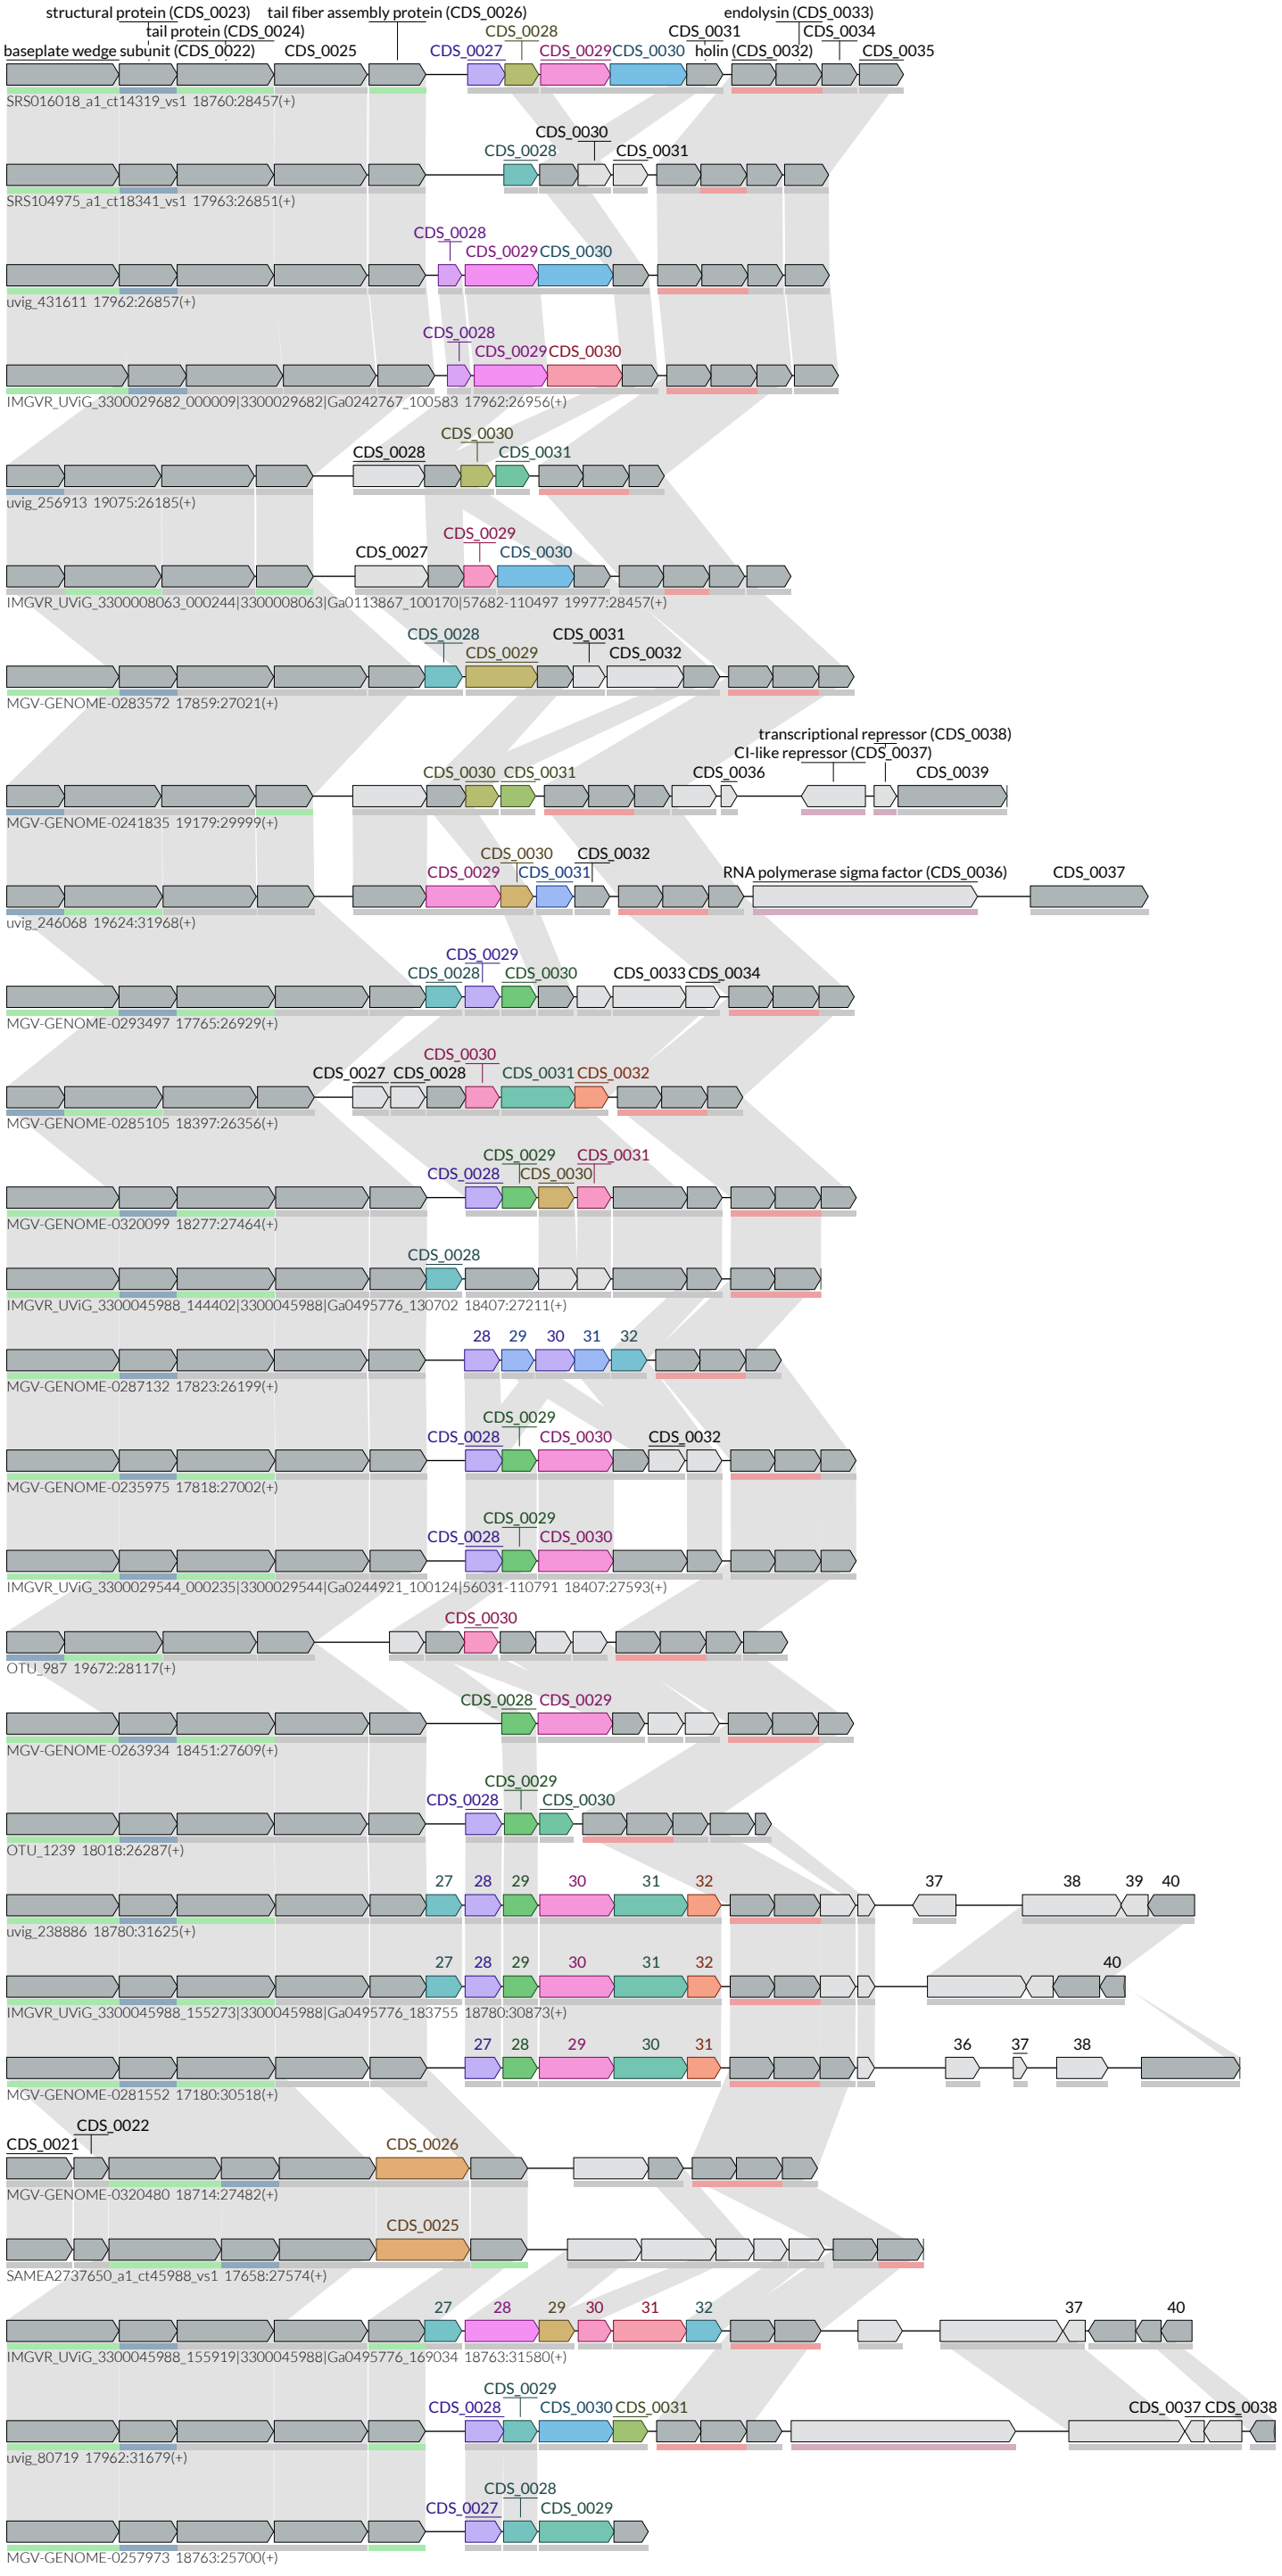 structural protein (CDS_0023) tail fiber assembly protein (CDS_0026) endolysin (CDS_0033)
tail protein (CDS_0024) CDS_0028 CDS_0031 CDS_0034
baseplate wedge subunit (CDS_0022) CDS_0025 CDS_0027 CDS_0029 CDS_0030 holin (CDS_0032) CDS_0035
SRS016018_a1_ct14319_vs1 18760:28457(+)
CDS_0030
CDS_0028 CDS_0031
SRS104975_a1_ct18341_vs1 17963:26851(+)
CDS_0028
CDS_0029 CDS_0030
uvig_431611 17962:26857(+)
CDS_0028
CDS_0029 CDS_0030
IMGVR_UViG_3300029682_000009|3300029682|Ga0242767_100583 17962:26956(+)
CDS_0030
CDS_0028 CDS_0031
uvig_256913 19075:26185(+)
CDS_0029
CDS_0027 CDS_0030
IMGVR_UViG_3300008063_000244|3300008063|Ga0113867_100170|57682-110497 19977:28457(+)
CDS_0028 CDS_0031
CDS_0029 CDS_0032
MGV-GENOME-0283572 17859:27021(+)
transcriptional repressor (CDS_0038)
CI-like repressor (CDS_0037)
CDS_0030 CDS_0031 CDS_0036 CDS_0039
MGV-GENOME-0241835 19179:29999(+)
CDS_0030 CDS_0032
CDS_0029 CDS_0031 RNA polymerase sigma factor (CDS_0036) CDS_0037
uvig_246068 19624:31968(+)
CDS_0029
CDS_0028 CDS_0030 CDS_0033 CDS_0034
MGV-GENOME-0293497 17765:26929(+)
CDS_0030
CDS_0027 CDS_0028 CDS_0031 CDS_0032
MGV-GENOME-0285105 18397:26356(+)
CDS_0029 CDS_0031
CDS_0028 CDS_0030
MGV-GENOME-0320099 18277:27464(+)
CDS_0028
IMGVR_UViG_3300045988_144402|3300045988|Ga0495776_130702 18407:27211(+)
28 29 30 31 32
MGV-GENOME-0287132 17823:26199(+)
CDS_0029
CDS_0028 CDS_0030 CDS_0032
MGV-GENOME-0235975 17818:27002(+)
CDS_0029
CDS_0028 CDS_0030
IMGVR_UViG_3300029544_000235|3300029544|Ga0244921_100124|56031-110791 18407:27593(+)
CDS_0030
OTU_987 19672:28117(+)
CDS_0028 CDS_0029
MGV-GENOME-0263934 18451:27609(+)
CDS_0029
CDS_0028 CDS_0030
OTU_1239 18018:26287(+)
27 28 29 30 31 32 37 38 39 40
uvig_238886 18780:31625(+)
27 28 29 30 31 32 40
IMGVR_UViG_3300045988_155273|3300045988|Ga0495776_183755 18780:30873(+)
27 28 29 30 31 36 37 38
MGV-GENOME-0281552 17180:30518(+)
CDS_0022
CDS_0021 CDS_0026
MGV-GENOME-0320480 18714:27482(+)
CDS_0025
SAMEA2737650_a1_ct45988_vs1 17658:27574(+)
27 28 29 30 31 32 37 40
IMGVR_UViG_3300045988_155919|3300045988|Ga0495776_169034 18763:31580(+)
CDS_0029
CDS_0028 CDS_0030 CDS_0031 CDS_0037 CDS_0038
uvig_80719 17962:31679(+)
CDS_0028
CDS_0027 CDS_0029
MGV-GENOME-0257973 18763:25700(+)